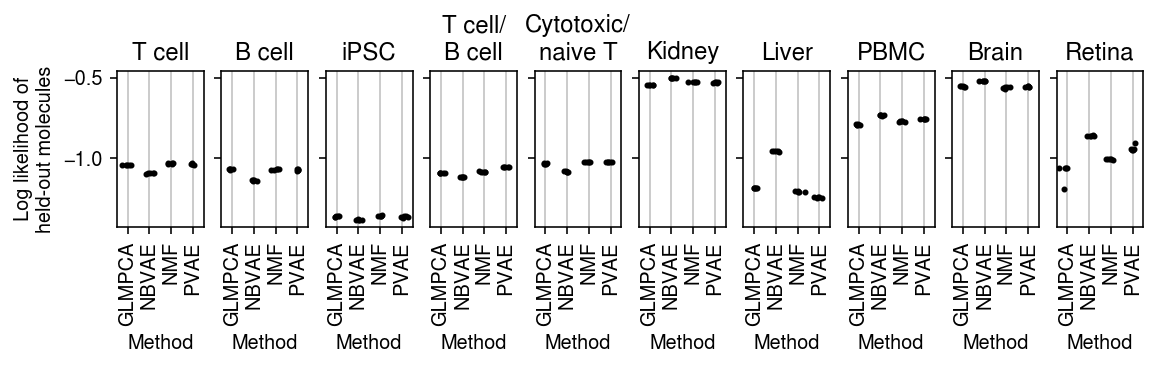 T cell
B cell
iPSC
T cell/
B cell
Cytotoxic/
naive T
Kidney
Liver
PBMC
Brain
Retina
Log likelihood of
held-out molecules
−0.5
−1.0
GLMPCA
NBVAE
NMF
PVAE
Method
GLMPCA
NBVAE
NMF
PVAE
Method
GLMPCA
NBVAE
NMF
PVAE
Method
GLMPCA
NBVAE
NMF
PVAE
Method
GLMPCA
NBVAE
NMF
PVAE
Method
GLMPCA
NBVAE
NMF
PVAE
Method
GLMPCA
NBVAE
NMF
PVAE
Method
GLMPCA
NBVAE
NMF
PVAE
Method
GLMPCA
NBVAE
NMF
PVAE
Method
GLMPCA
NBVAE
NMF
PVAE
Method